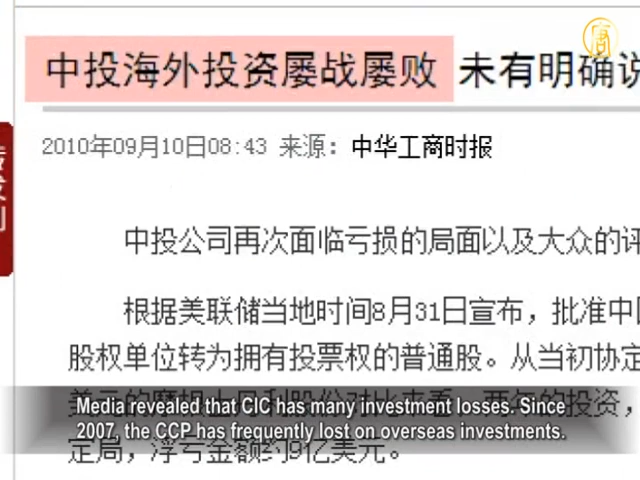 中投海外投资屡战屡败 未有明确说
2010年09月10日08:43 来源：中华工商时报
中投公司再次面临亏损的局面以及大众的评
根据美联储当地时间8月31日宣布，批准中国
股权单位转为拥有投票权的普通股。从当初协定
Media revealed that CIC has many investment losses. Since
2007, the CCP has frequently lost on overseas investments.
定局，浮亏金额约9亿美元。